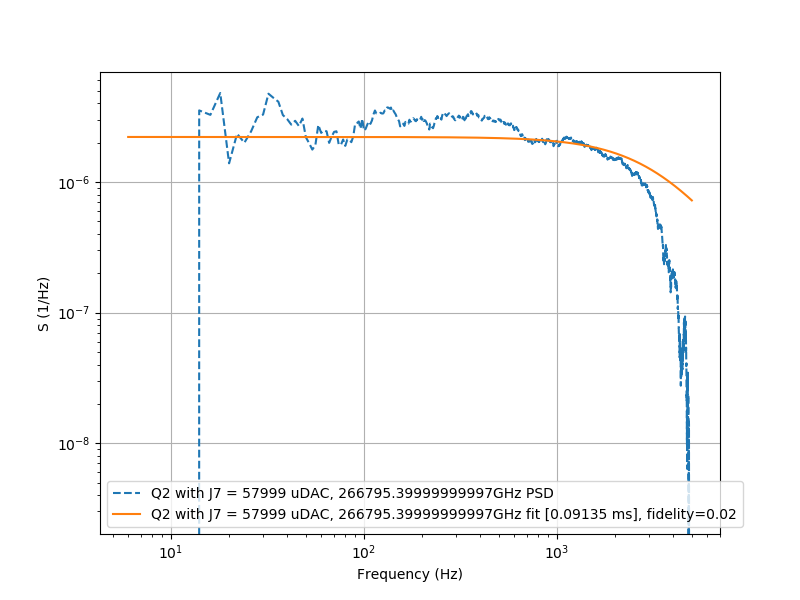 10⁻⁶
10⁻⁷
10⁻⁸
S (1/Hz)
Q2 with J7 = 57999 uDAC, 266795.39999999997GHz PSD
Q2 with J7 = 57999 uDAC, 266795.39999999997GHz fit [0.09135 ms], fidelity=0.02
10¹ 10² 10³
Frequency (Hz)